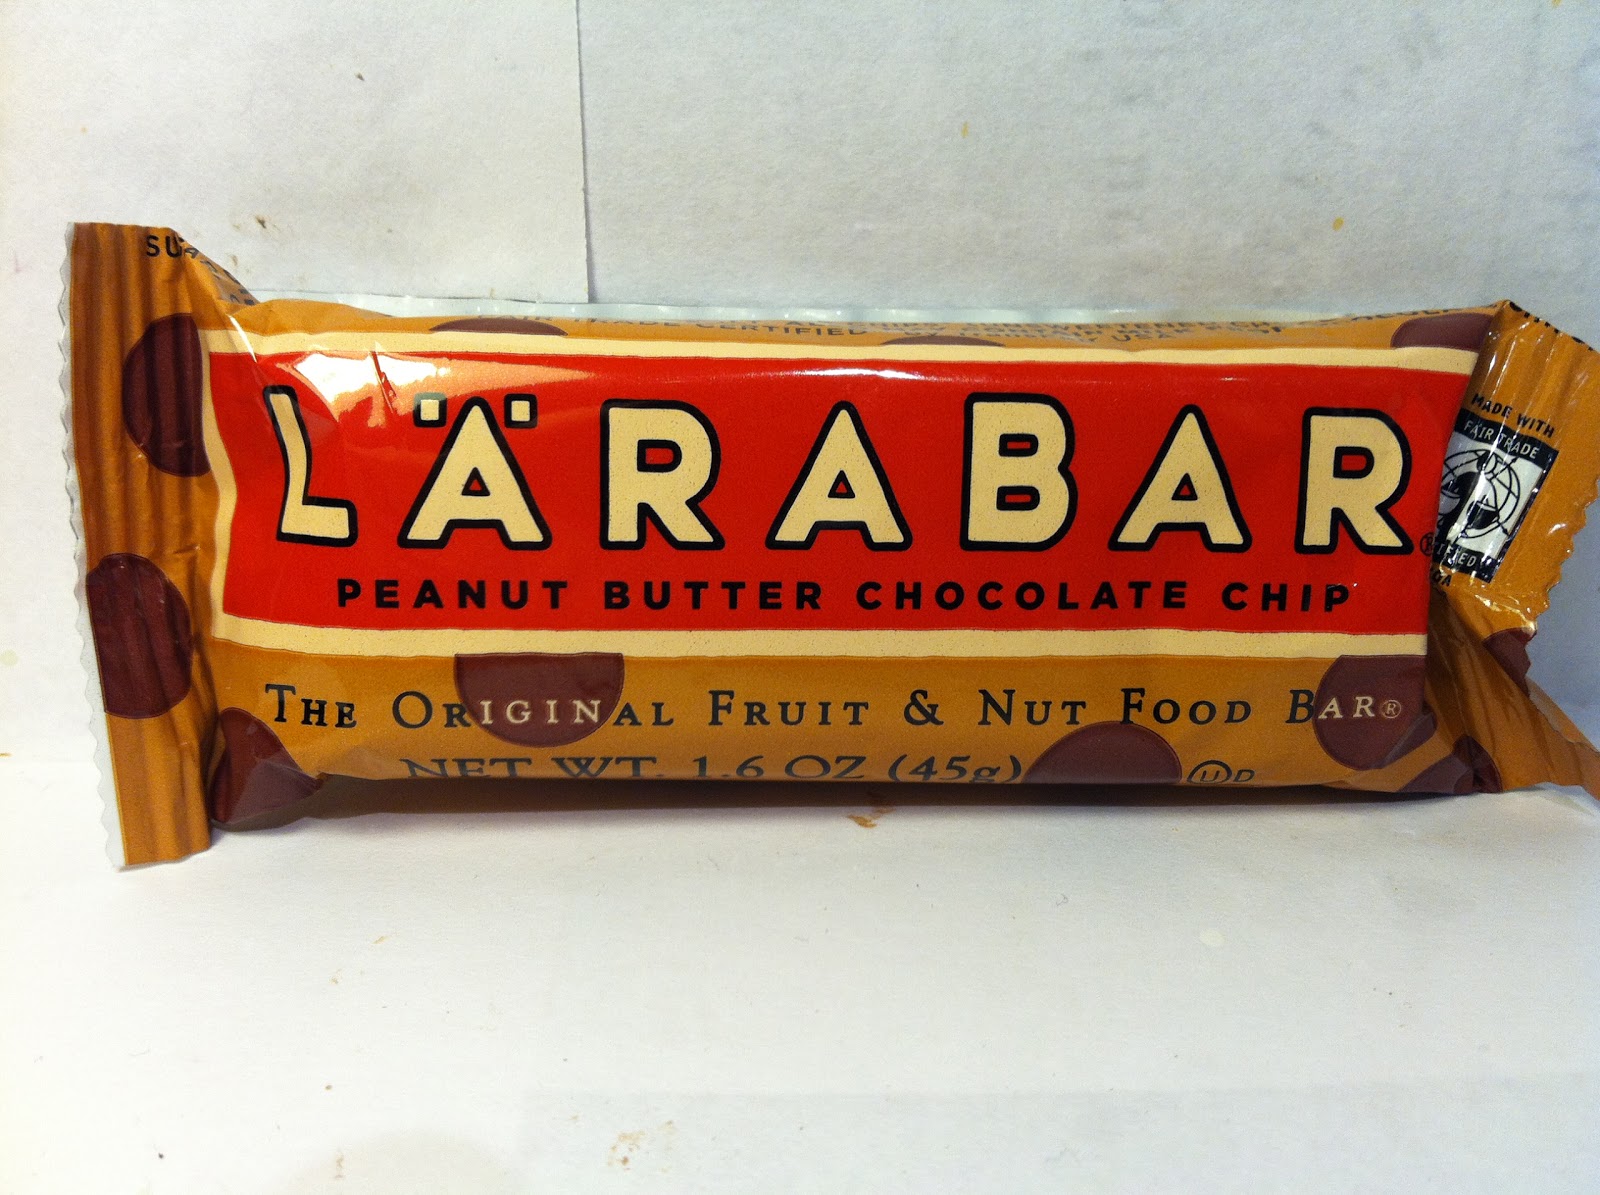 LÄRABAR®
PEANUT BUTTER CHOCOLATE CHIP
THE ORIGINAL FRUIT & NUT FOOD BAR®
NET WT. 1.6 OZ (45g)
U D
MADE WITH
FAIR TRADE
CERTIFIED